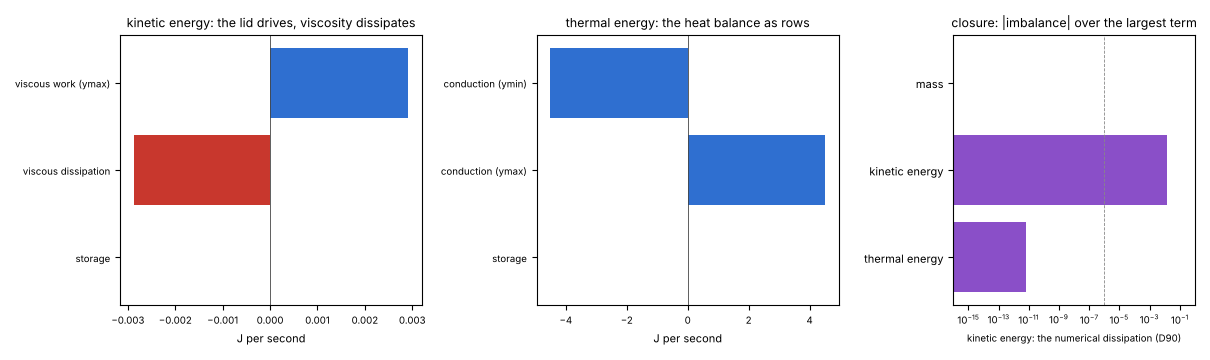 kinetic energy: the lid drives, viscosity dissipates
viscous work (ymax)
viscous dissipation
storage
−0.003 −0.002 −0.001 0.000 0.001 0.002 0.003
J per second
thermal energy: the heat balance as rows
conduction (ymin)
conduction (ymax)
storage
−4 −2 0 2 4
J per second
closure: |imbalance| over the largest term
mass
kinetic energy
thermal energy
10⁻¹⁵ 10⁻¹³ 10⁻¹¹ 10⁻⁹ 10⁻⁷ 10⁻⁵ 10⁻³ 10⁻¹
kinetic energy: the numerical dissipation (D90)